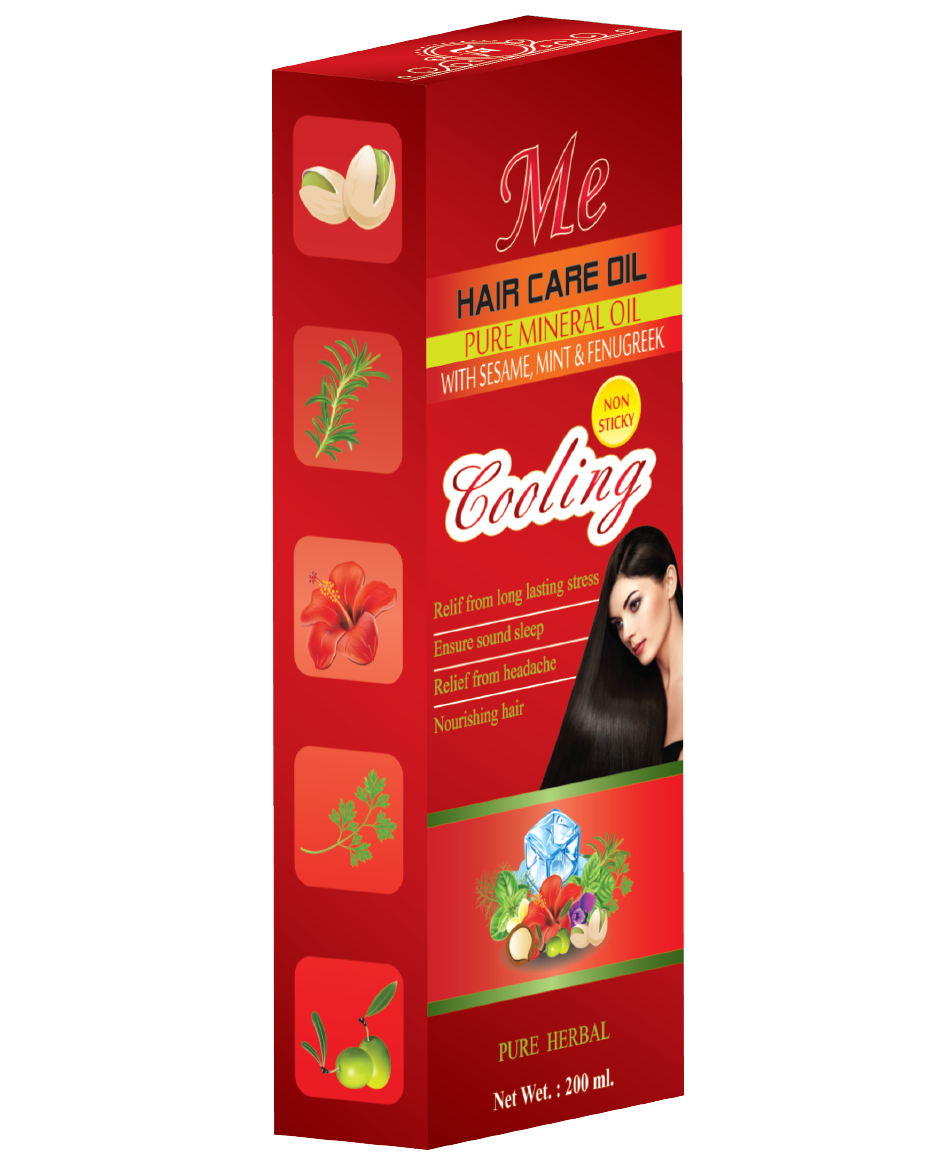 Me
HAIR CARE OIL
PURE MINERAL OIL
WITH SESAME, MINT & FENUGREEK
NON
STICKY
Cooling
Relif from long lasting stress
Ensure sound sleep
Relief from headache
Nourishing hair
PURE HERBAL
Net Wet. : 200 ml.